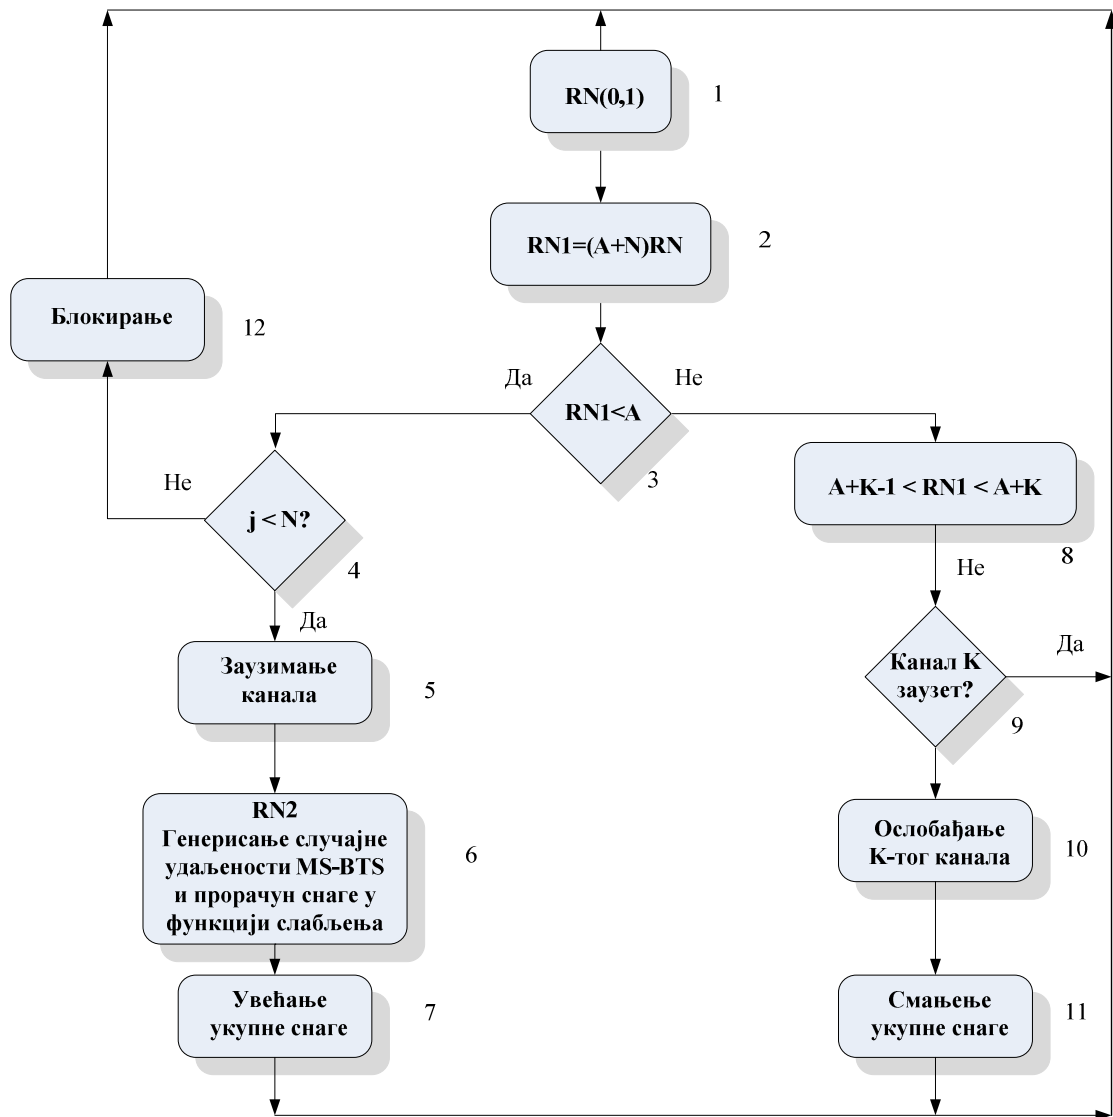 RN(0,1)
1
RN1=(A+N)RN
2
Блокирање
12
Да
Не
RN1<A
3
A+K-1 < RN1 < A+K
8
Не
j < N?
4
Не
Да
Канал K
заузет?
Да
9
Заузимање
канала
5
RN2
Генерисање случајне
удаљености MS-BTS
и прорачун снаге у
функцији слабљења
6
Ослобађање
K-тог канала
10
Увећање
укупне снаге
7
Смањење
укупне снаге
11